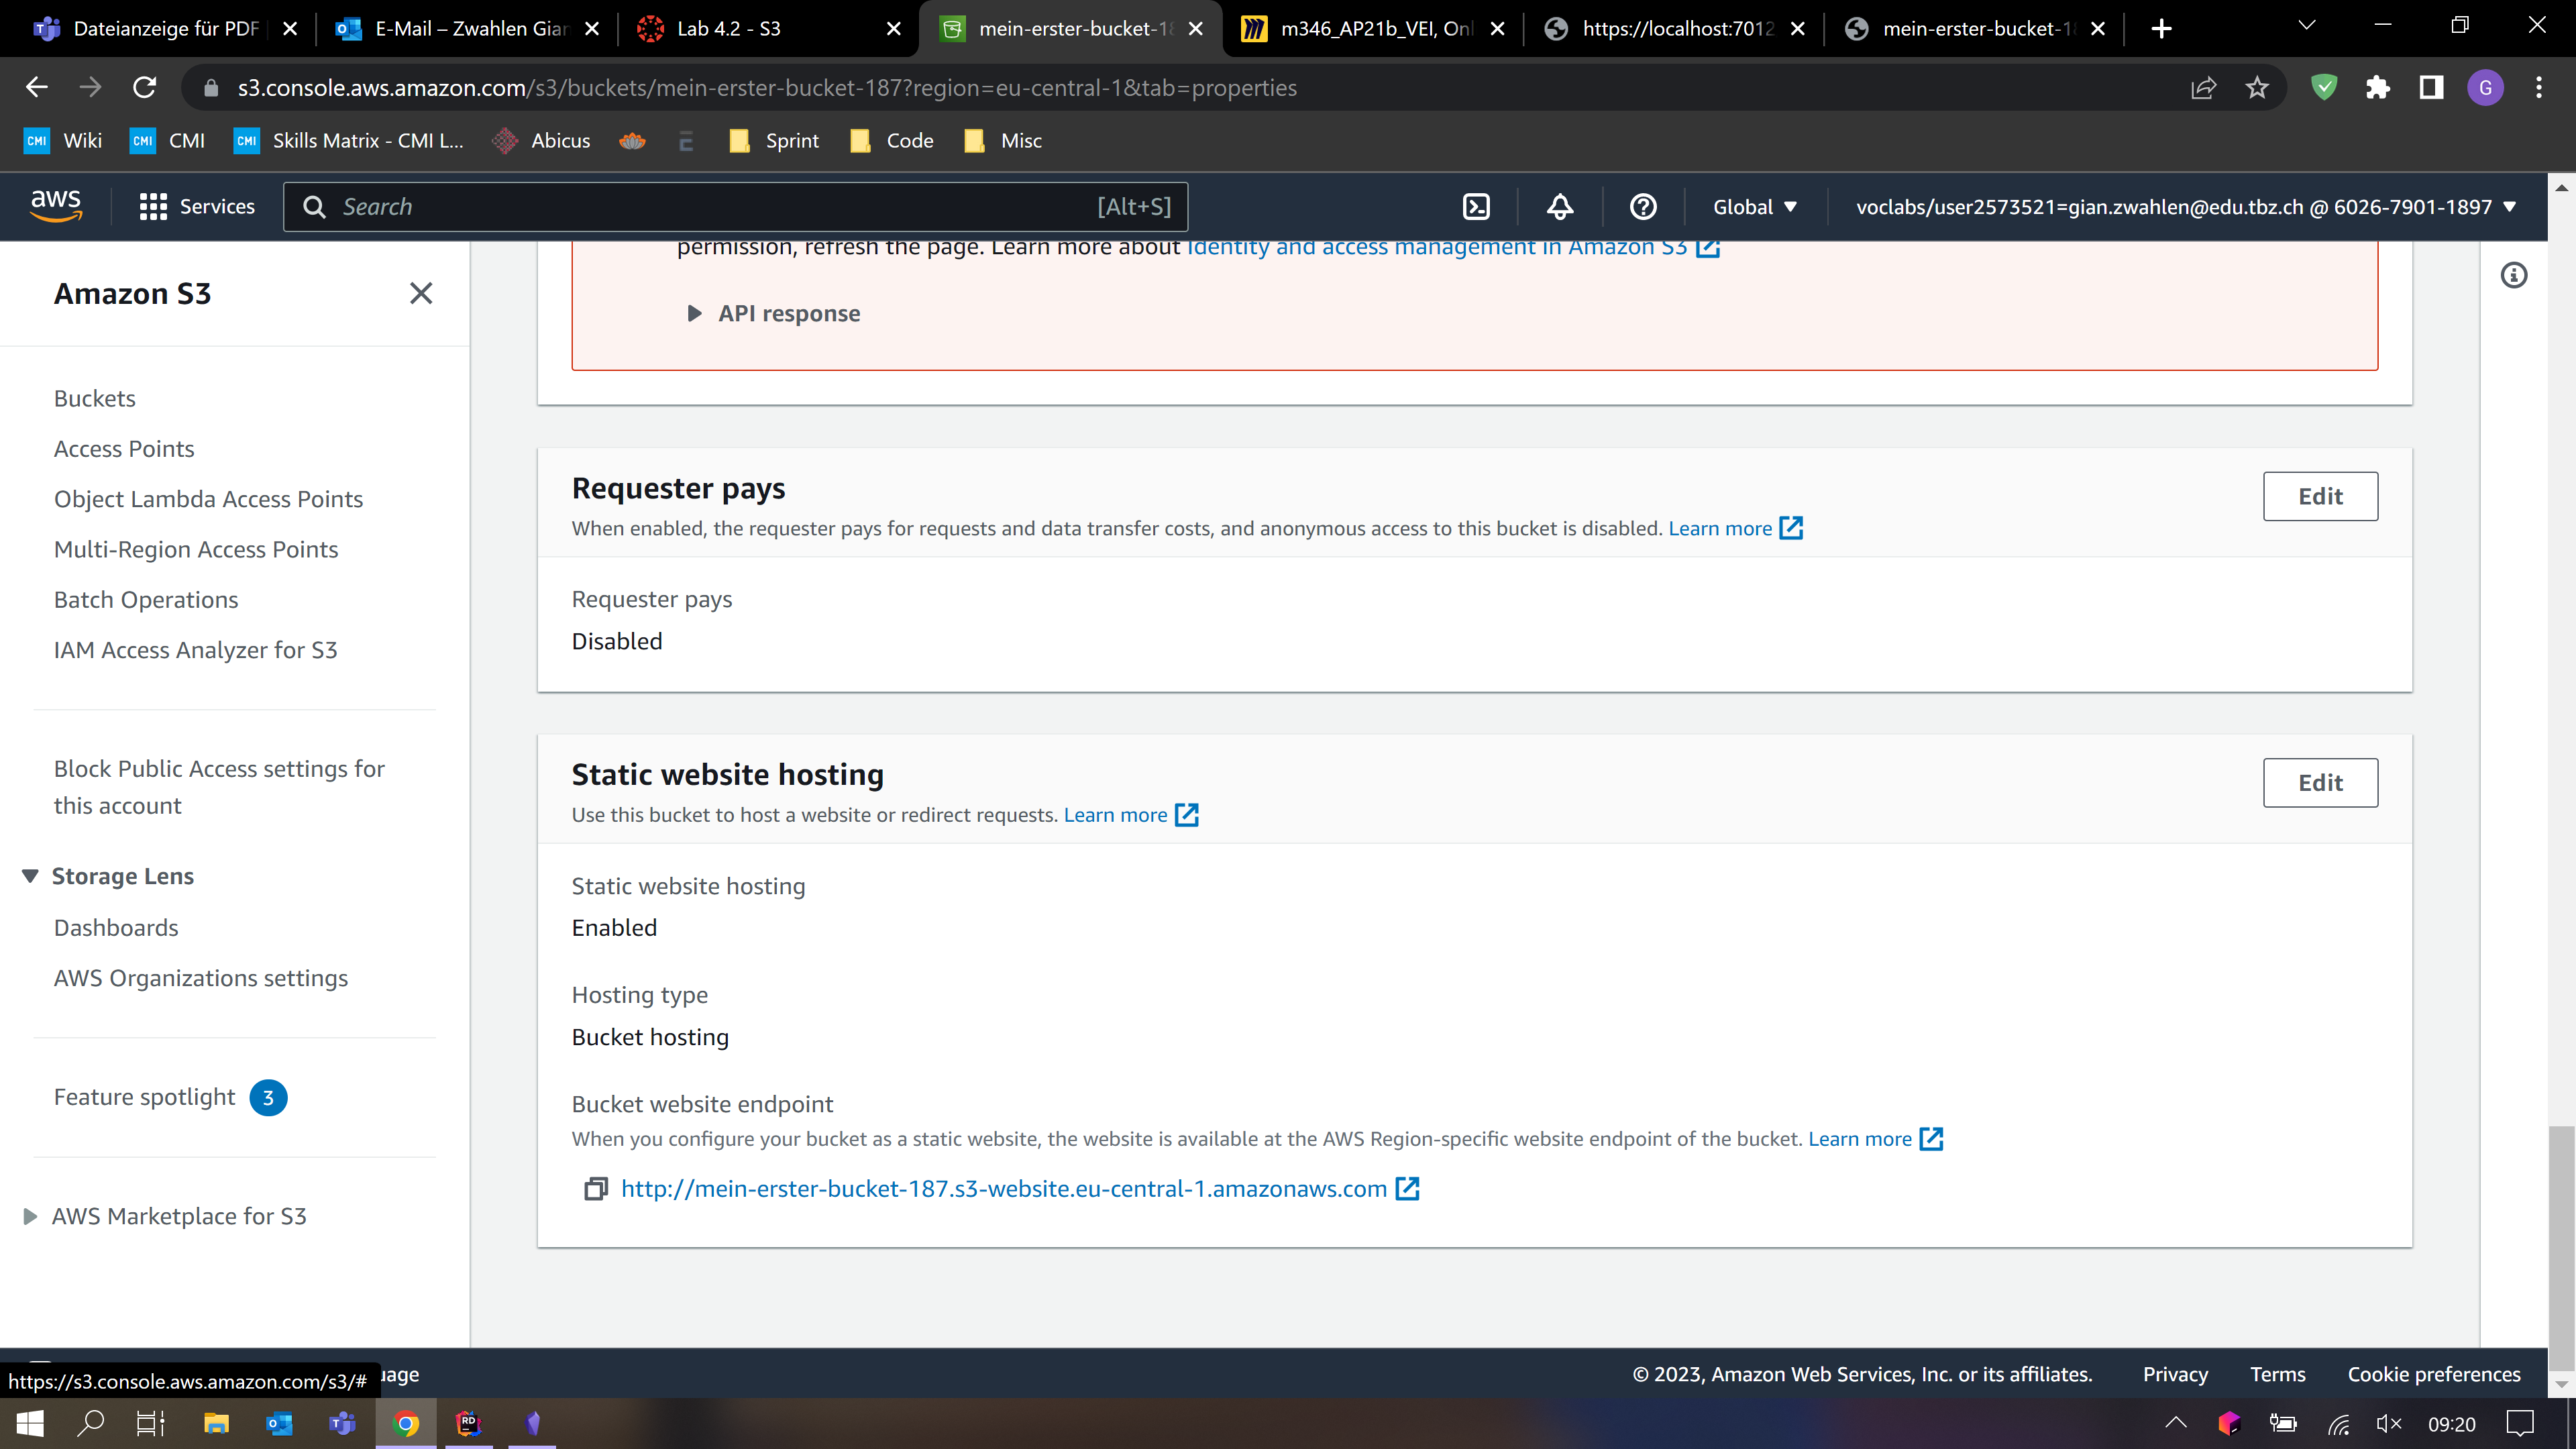 Dateianzeige für PDF
E-Mail – Zwahlen Gian
Lab 4.2 - S3
mein-erster-bucket-18
m346_AP21b_VEI, Onl
https://localhost:7012
mein-erster-bucket-18
s3.console.aws.amazon.com/s3/buckets/mein-erster-bucket-187?region=eu-central-1&tab=properties
G
CMI Wiki
CMI CMI
CMI Skills Matrix - CMI L...
Abicus
Sprint
Code
Misc
aws
Services
Search
[Alt+S]
Global
voclabs/user2573521=gian.zwahlen@edu.tbz.ch @ 6026-7901-1897
Amazon S3
Buckets
Access Points
Object Lambda Access Points
Multi-Region Access Points
Batch Operations
IAM Access Analyzer for S3
Block Public Access settings for
this account
Storage Lens
Dashboards
AWS Organizations settings
Feature spotlight 3
AWS Marketplace for S3
permission, refresh the page. Learn more about Identity and access management in Amazon S3
API response
Requester pays
Edit
When enabled, the requester pays for requests and data transfer costs, and anonymous access to this bucket is disabled. Learn more
Requester pays
Disabled
Static website hosting
Edit
Use this bucket to host a website or redirect requests. Learn more
Static website hosting
Enabled
Hosting type
Bucket hosting
Bucket website endpoint
When you configure your bucket as a static website, the website is available at the AWS Region-specific website endpoint of the bucket. Learn more
http://mein-erster-bucket-187.s3-website.eu-central-1.amazonaws.com
https://s3.console.aws.amazon.com/s3/#
uage
© 2023, Amazon Web Services, Inc. or its affiliates.
Privacy
Terms
Cookie preferences
RD
09:20